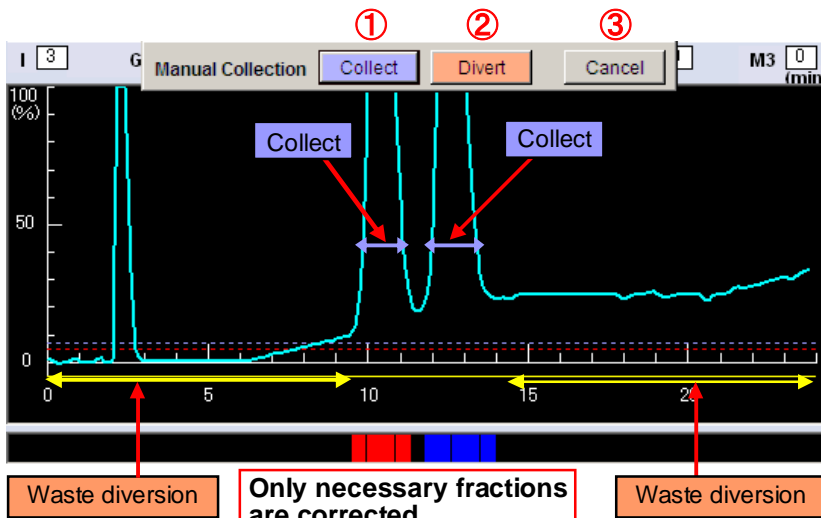 ① ② ③
I 3 G Manual Collection Collect Divert Cancel M3 0
(min
100
(%)
Collect Collect
50
0
0 5 10 15 20
Waste diversion Only necessary fractions Waste diversion
are corrected